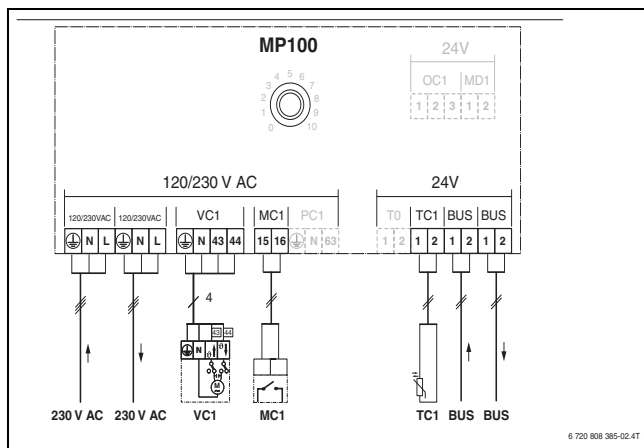 MP100
24V
OC1 MD1
1 2 3 1 2
0 1 2 3 4 5 6 7 8 9 10
120/230 V AC
24V
120/230VAC 120/230VAC VC1 MC1 PC1 T0 TC1 BUS BUS
N L N L N 43 44 15 16 N 63 1 2 1 2 1 2 1 2
4
43 44
N ϑ ϑ
M
ϑ
230 V AC 230 V AC VC1 MC1 TC1 BUS BUS
6 720 808 385-02.4T